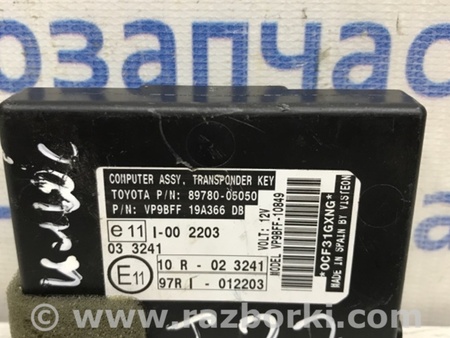 озапчас
COMPUTER ASSY, TRANSPONDER KEY
TOYOTA P/N: 89780-05050
P/N: VP9BFF 19A366 DB
e 11 I-00 2203
03 3241
E11 10 R - 02 3241
97R I - 012203
VOLT: 12V
MODEL VP9BFF-10B849
*OCF31GXNG*
MADE IN SPAIN BY VISTEON
www.razborki.com